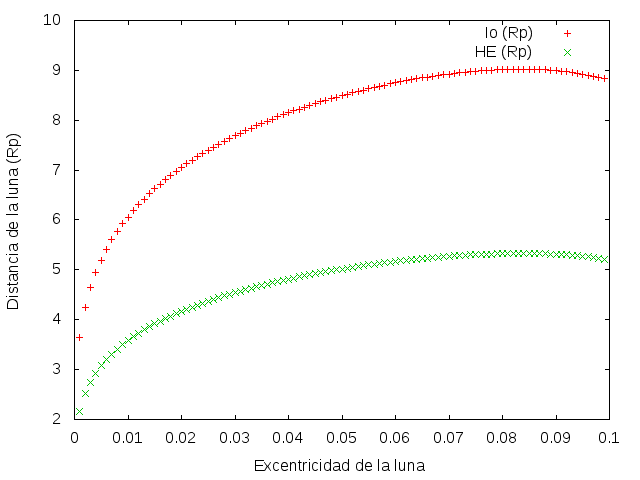 10
9
8
7
6
5
4
3
2
0 0.01 0.02 0.03 0.04 0.05 0.06 0.07 0.08 0.09 0.1
Distancia de la luna (Rp)
Excentricidad de la luna
Io (Rp)
HE (Rp)